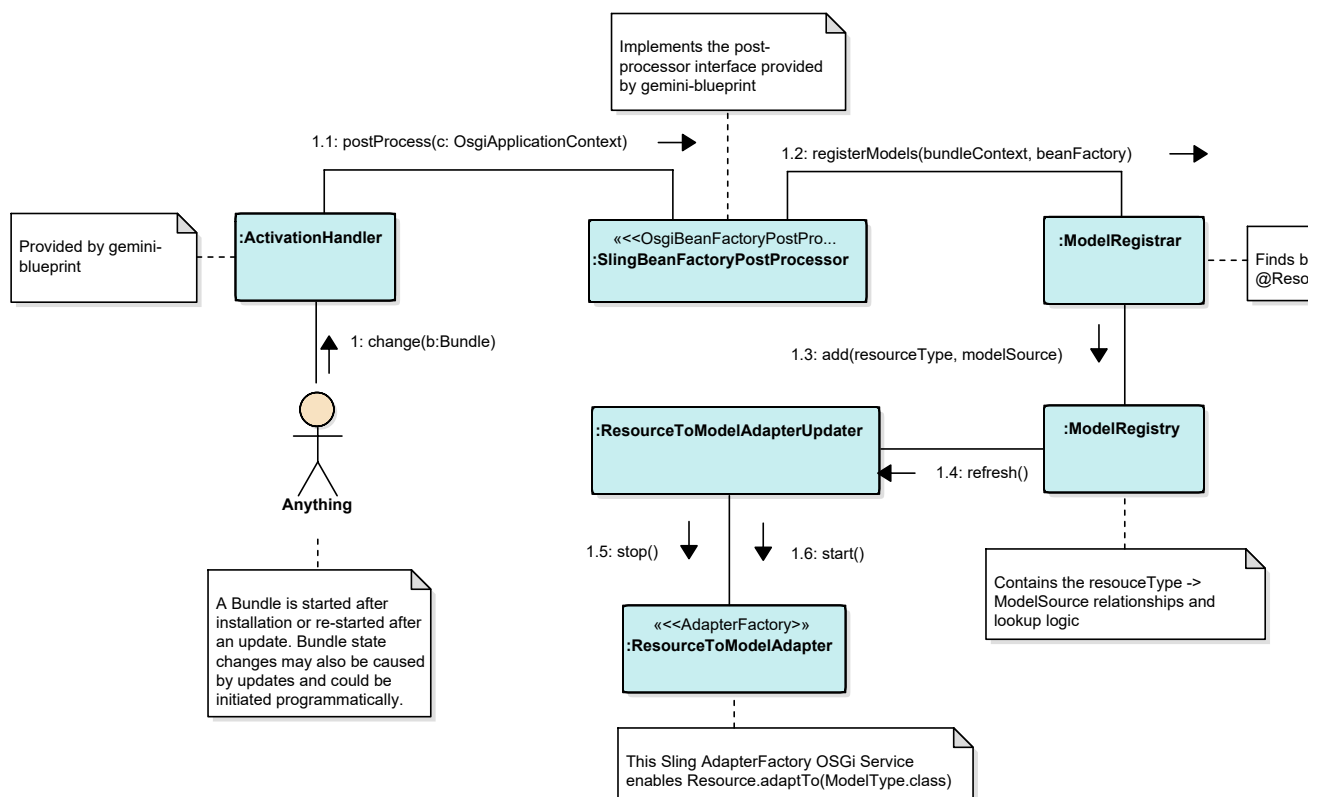 Implements the post-
processor interface provided
by gemini-blueprint
1.1: postProcess(c: OsgiApplicationContext)
1.2: registerModels(bundleContext, beanFactory)
Provided by gemini-
blueprint
:ActivationHandler
«<<OsgiBeanFactoryPostPro...
:SlingBeanFactoryPostProcessor
:ModelRegistrar
Finds b
@Reso
1: change(b:Bundle)
1.3: add(resourceType, modelSource)
Anything
:ResourceToModelAdapterUpdater
:ModelRegistry
1.4: refresh()
1.5: stop()
1.6: start()
A Bundle is started after
installation or re-started after
an update. Bundle state
changes may also be caused
by updates and could be
initiated programmatically.
«<<AdapterFactory>»
:ResourceToModelAdapter
Contains the resouceType ->
ModelSource relationships and
lookup logic
This Sling AdapterFactory OSGi Service
enables Resource.adaptTo(ModelType.class)